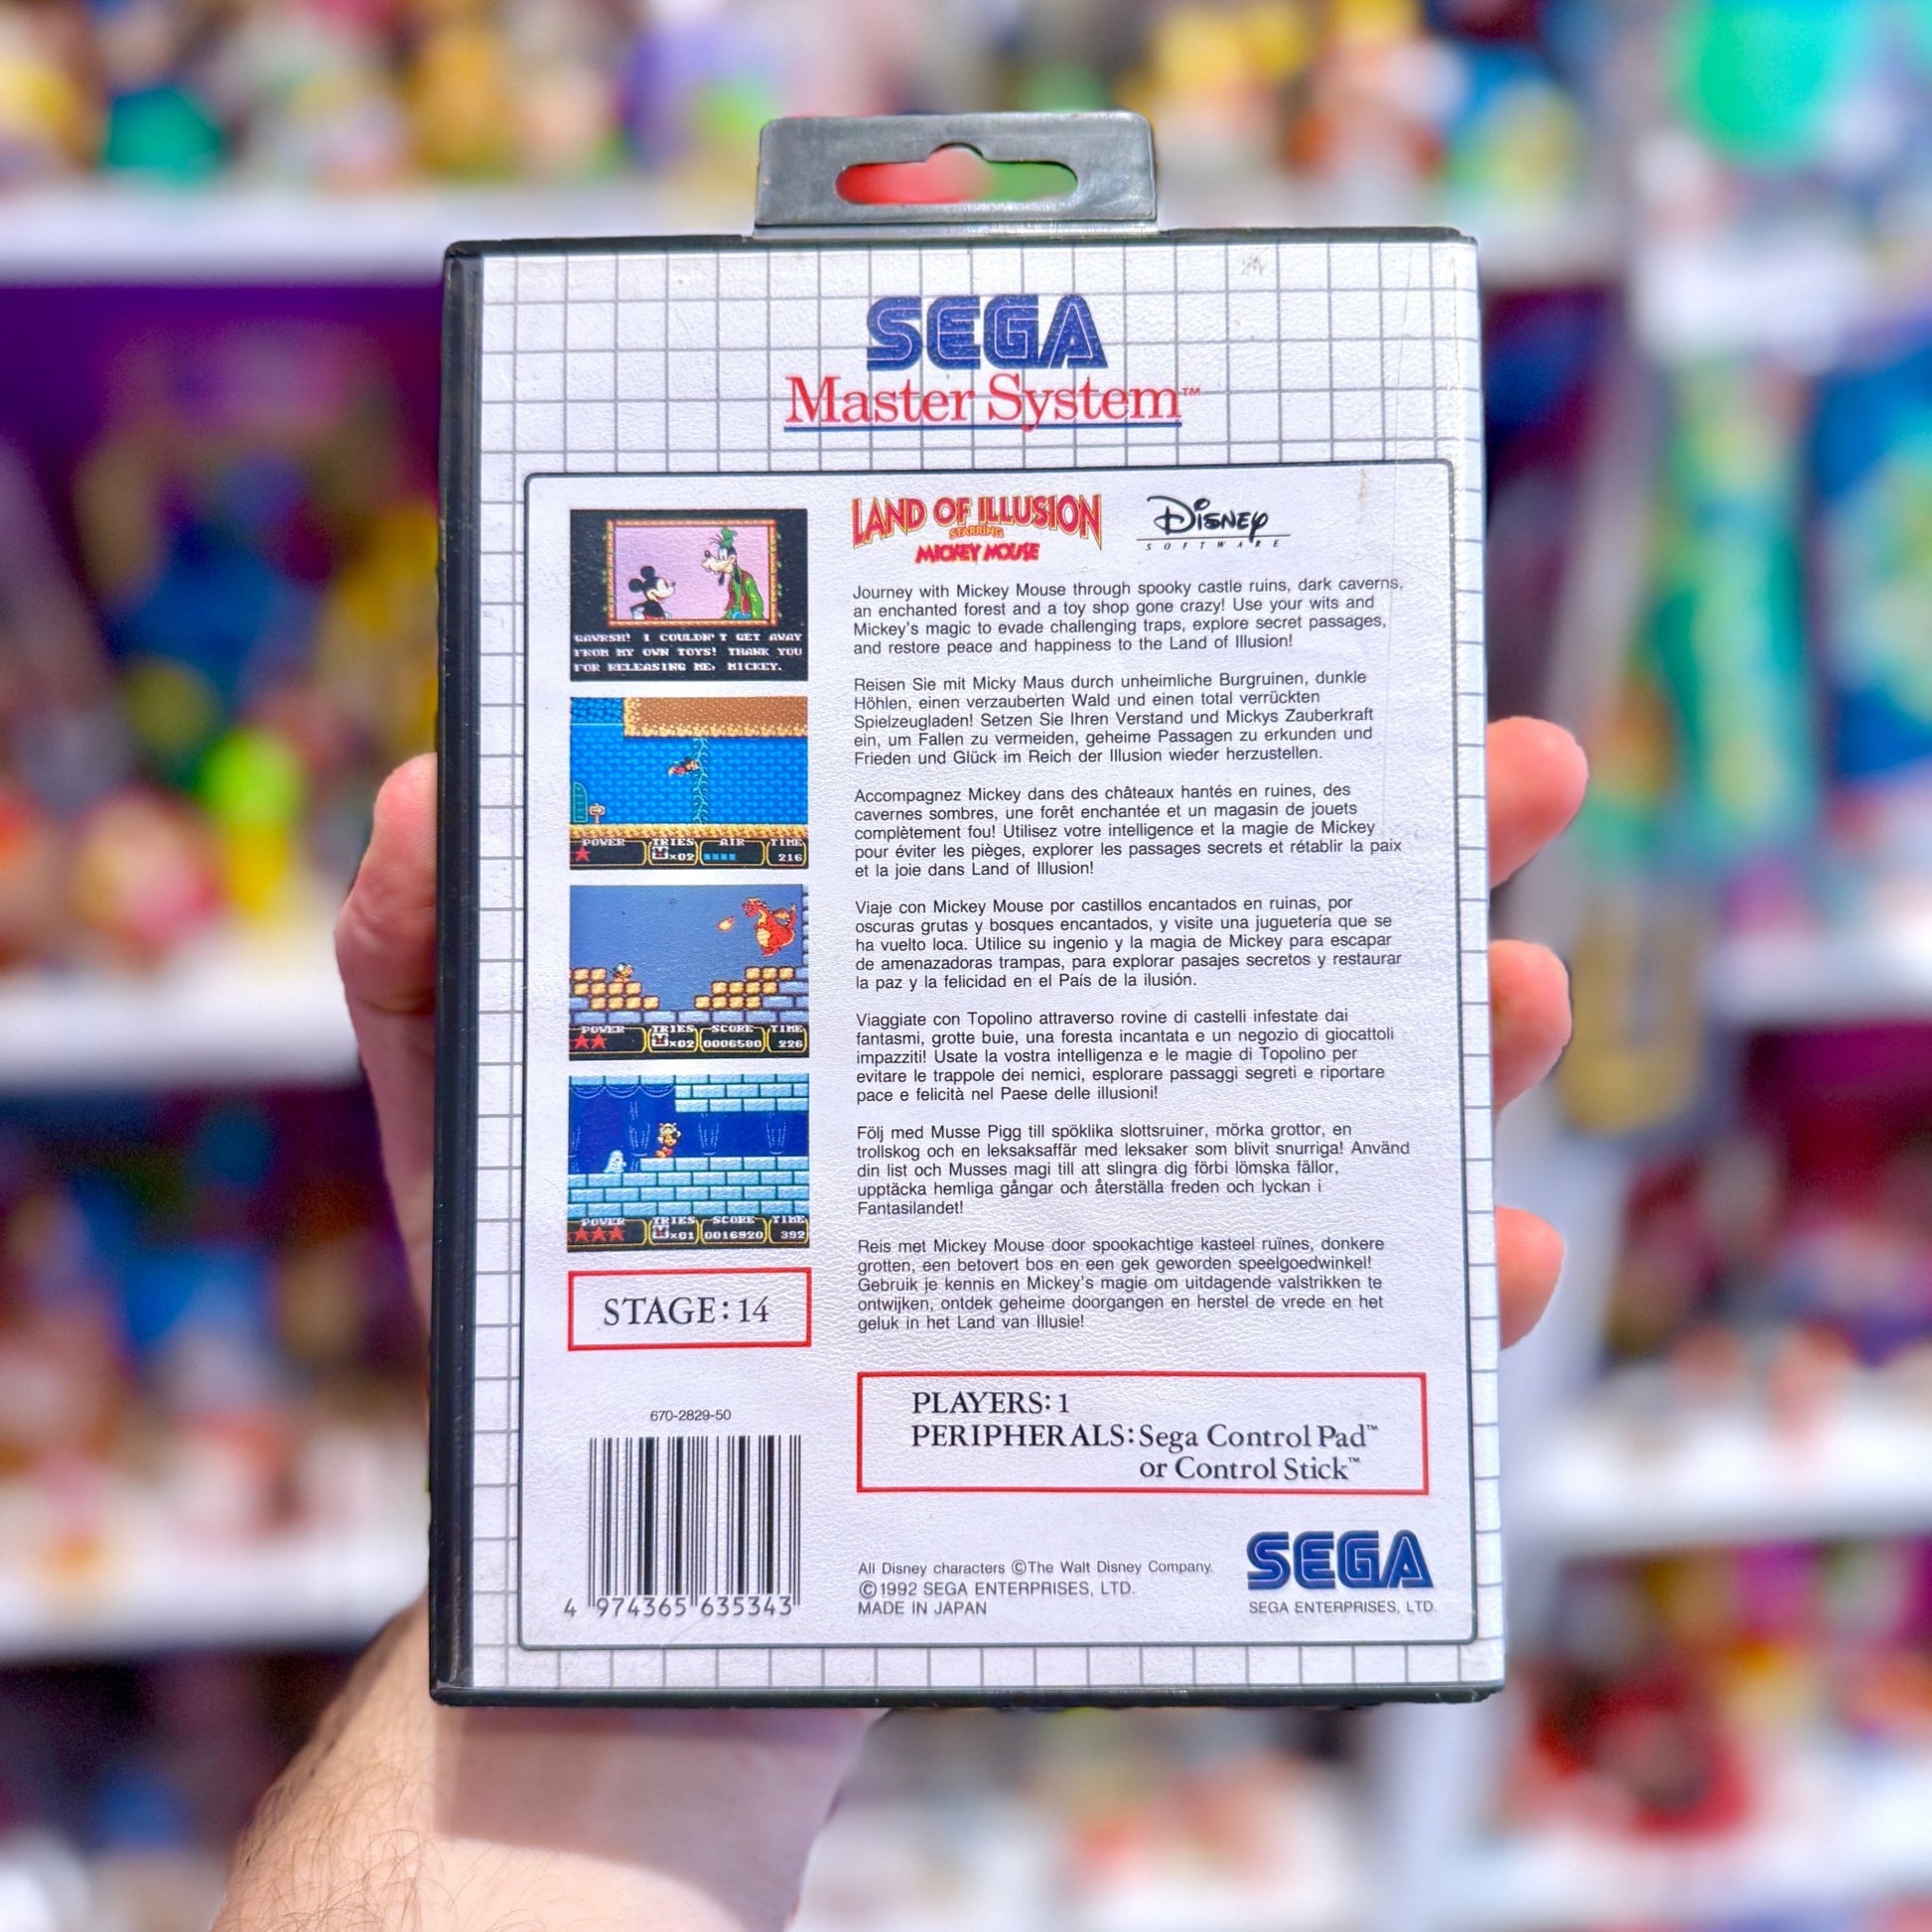 SEGA
Master System™
LAND OF ILLUSION
STARRING
MICKEY MOUSE
Disney
SOFTWARE
GAWRSH! I COULDN'T GET AWAY
FROM MY OWN TOYS! THANK YOU
FOR RELEASING ME, MICKEY.
POWER TRIES AIR TIME
×02 216
POWER TRIES SCORE TIME
×02 0006580 226
POWER TRIES SCORE TIME
×01 0016920 392
STAGE: 14
670-2829-50
4 974365 635343
Journey with Mickey Mouse through spooky castle ruins, dark caverns,
an enchanted forest and a toy shop gone crazy! Use your wits and
Mickey's magic to evade challenging traps, explore secret passages,
and restore peace and happiness to the Land of Illusion!
Reisen Sie mit Micky Maus durch unheimliche Burgruinen, dunkle
Höhlen, einen verzauberten Wald und einen total verrückten
Spielzeugladen! Setzen Sie Ihren Verstand und Mickys Zauberkraft
ein, um Fallen zu vermeiden, geheime Passagen zu erkunden und
Frieden und Glück im Reich der Illusion wieder herzustellen.
Accompagnez Mickey dans des châteaux hantés en ruines, des
cavernes sombres, une forêt enchantée et un magasin de jouets
complètement fou! Utilisez votre intelligence et la magie de Mickey
pour éviter les pièges, explorer les passages secrets et rétablir la paix
et la joie dans Land of Illusion!
Viaje con Mickey Mouse por castillos encantados en ruinas, por
oscuras grutas y bosques encantados, y visite una juguetería que se
ha vuelto loca. Utilice su ingenio y la magia de Mickey para escapar
de amenazadoras trampas, para explorar pasajes secretos y restaurar
la paz y la felicidad en el País de la ilusión.
Viaggiate con Topolino attraverso rovine di castelli infestate dai
fantasmi, grotte buie, una foresta incantata e un negozio di giocattoli
impazziti! Usate la vostra intelligenza e le magie di Topolino per
evitare le trappole dei nemici, esplorare passaggi segreti e riportare
pace e felicità nel Paese delle illusioni!
Följ med Musse Pigg till spöklika slottsruiner, mörka grottor, en
trollskog och en leksaksaffär med leksaker som blivit snurriga! Använd
din list och Musses magi till att slingra dig förbi lömska fällor,
upptäcka hemliga gångar och återställa freden och lyckan i
Fantasilandet!
Reis met Mickey Mouse door spookachtige kasteel ruïnes, donkere
grotten, een betovert bos en een gek geworden speelgoedwinkel!
Gebruik je kennis en Mickey's magie om uitdagende valstrikken te
ontwijken, ontdek geheime doorgangen en herstel de vrede en het
geluk in het Land van Illusie!
PLAYERS: 1
PERIPHERALS: Sega Control Pad™
or Control Stick™
All Disney characters ©The Walt Disney Company.
©1992 SEGA ENTERPRISES, LTD.
MADE IN JAPAN
SEGA
SEGA ENTERPRISES, LTD.